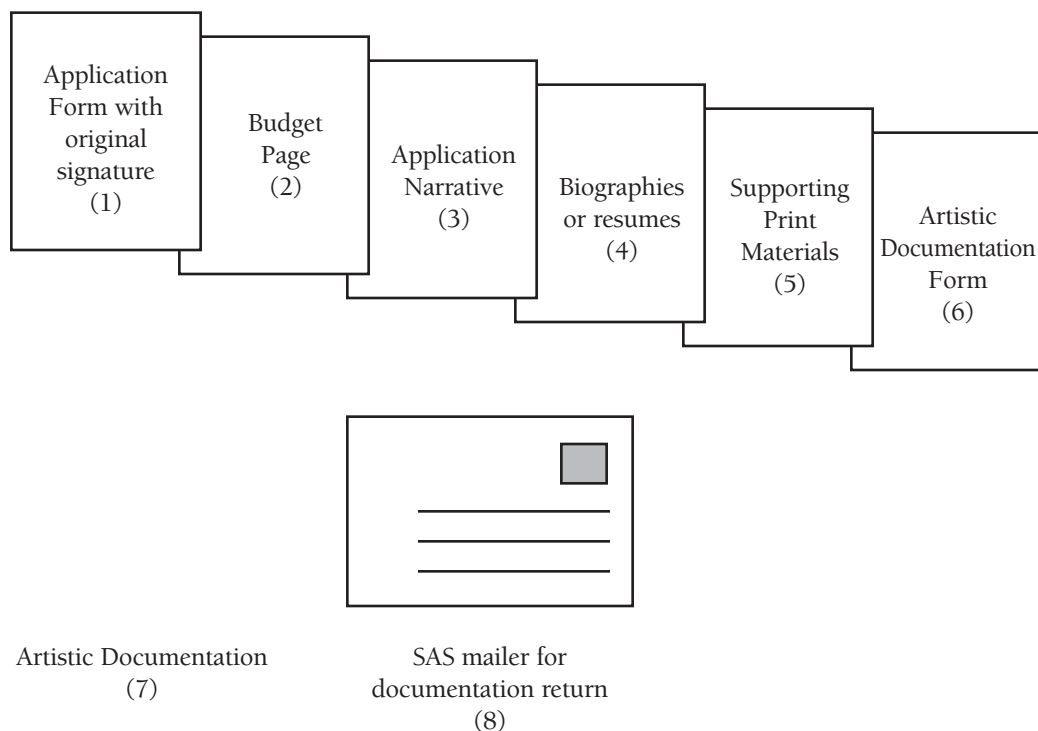 Application
Form with
original
signature
(1)
Budget
Page
(2)
Application
Narrative
(3)
Biographies
or resumes
(4)
Supporting
Print
Materials
(5)
Artistic
Documentation
Form
(6)
Artistic Documentation
(7)
SAS mailer for
documentation return
(8)